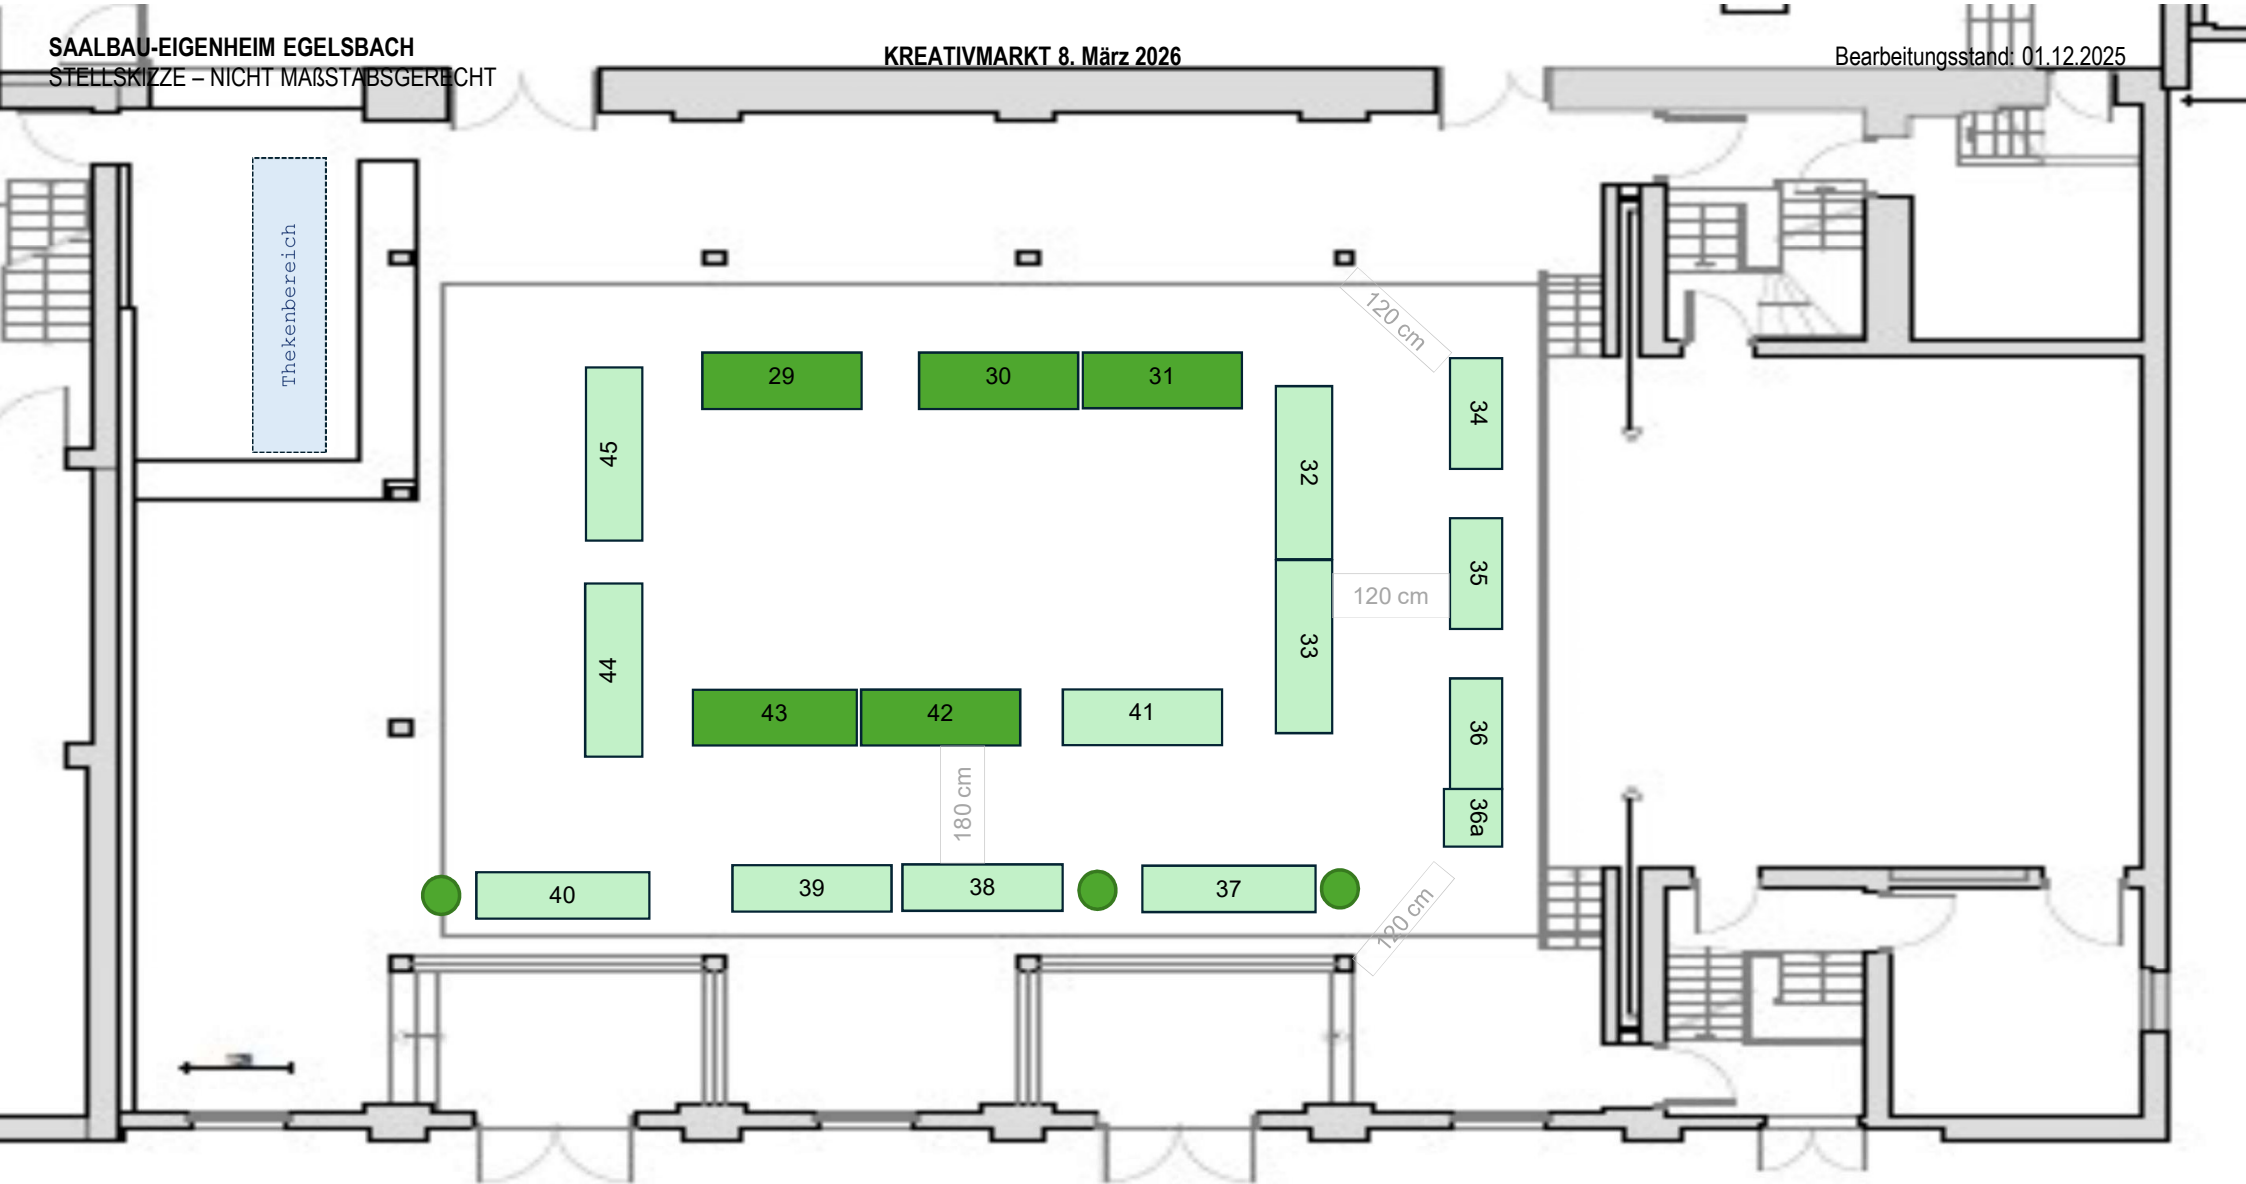 SAALBAU-EIGENHEIM EGELSBACH
STELLSKIZZE – NICHT MAßSTABSGERECHT
KREATIVMARKT 8. März 2026
Bearbeitungsstand: 01.12.2025
Thekenbereich
120 cm
29
30
31
34
45
32
35
120 cm
33
44
43
42
41
36
180 cm
36a
40
39
38
37
120 cm